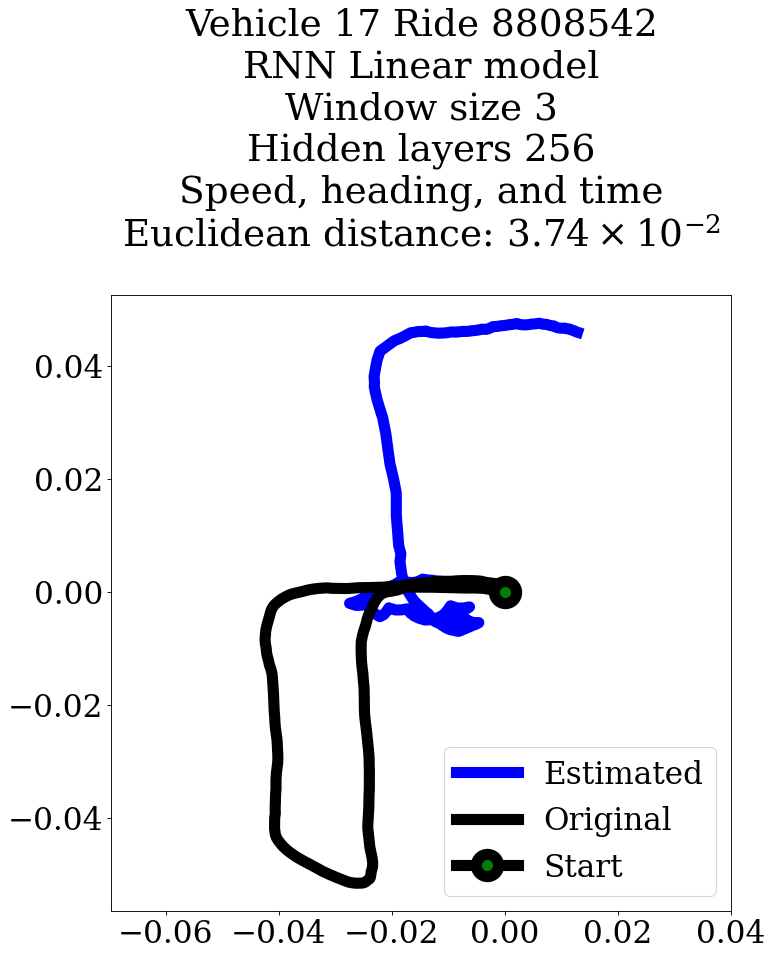 Vehicle 17 Ride 8808542
RNN Linear model
Window size 3
Hidden layers 256
Speed, heading, and time
Euclidean distance: 3.74 × 10⁻²
0.04
0.02
0.00
−0.02
−0.04
Estimated
Original
Start
−0.06 −0.04 −0.02 0.00 0.02 0.04